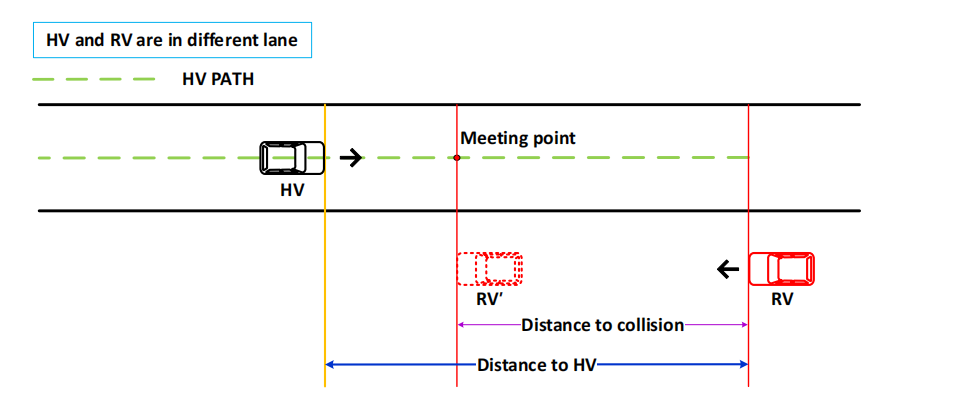 HV and RV are in different lane
HV PATH
Meeting point
HV
RV′
RV
Distance to collision
Distance to HV